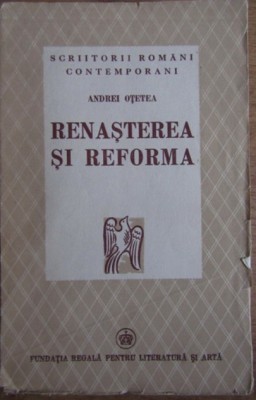 SCRIITORII ROMÂNI
CONTEMPORANI
ANDREI OȚETEA
RENAȘTEREA
ȘI REFORMA
FUNDAȚIA REGALĂ PENTRU LITERATURĂ ȘI ARTĂ